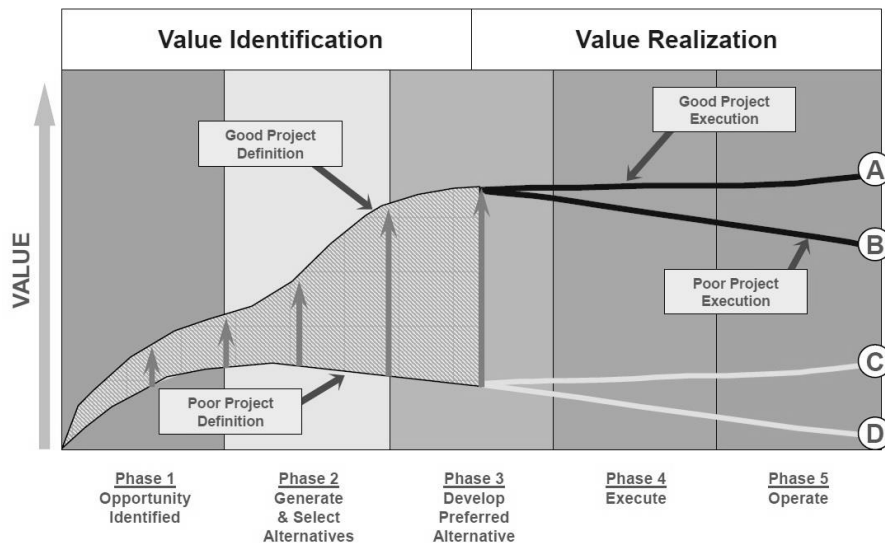 Value Identification
Value Realization
VALUE
Good Project
Definition
Good Project
Execution
Poor Project
Definition
Poor Project
Execution
A
B
C
D
Phase 1
Opportunity
Identified
Phase 2
Generate
& Select
Alternatives
Phase 3
Develop
Preferred
Alternative
Phase 4
Execute
Phase 5
Operate